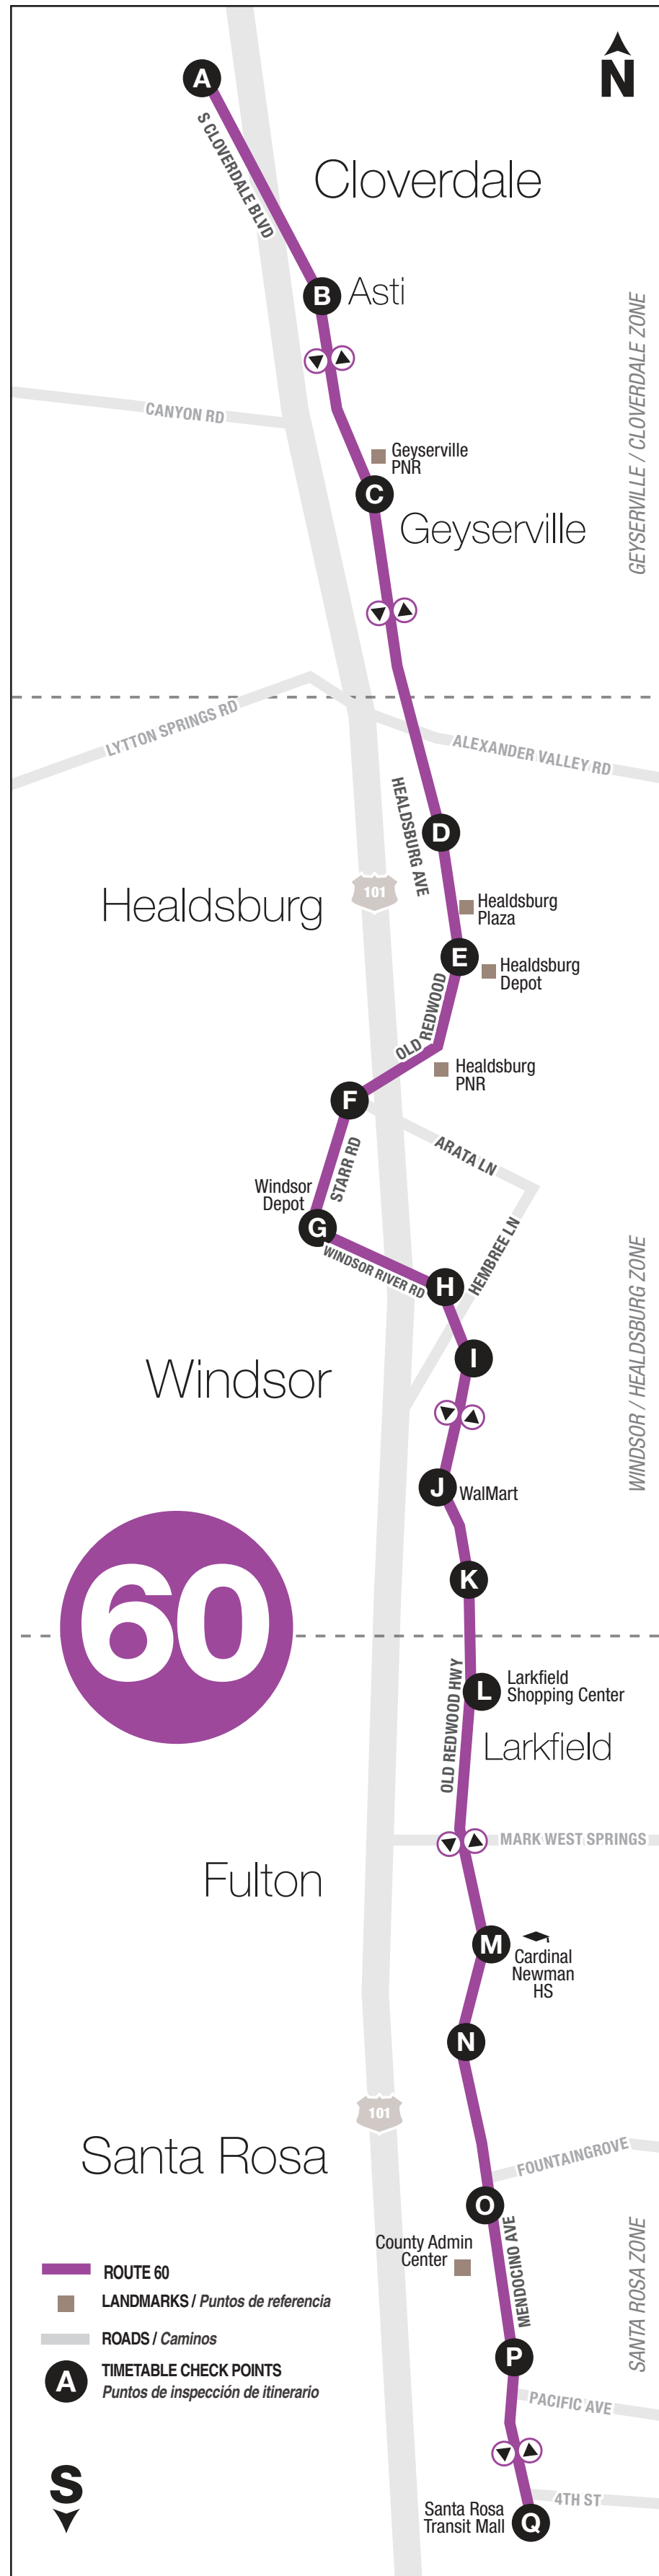 N
A
S CLOVERDALE BLVD
Cloverdale
B
Asti
GEYSERVILLE / CLOVERDALE ZONE
CANYON RD
Geyserville
PNR
C
Geyserville
LYTTON SPRINGS RD
ALEXANDER VALLEY RD
HEALDSBURG AVE
D
101
Healdsburg
Healdsburg
Plaza
E
Healdsburg
Depot
OLD REDWOOD
Healdsburg
PNR
F
ARATA LN
STARR RD
Windsor
Depot
G
HEMBREE LN
WINDSOR RIVER RD
H
WINDSOR / HEALDSBURG ZONE
I
Windsor
J
WalMart
60
K
OLD REDWOOD HWY
L
Larkfield
Shopping Center
Larkfield
MARK WEST SPRINGS
Fulton
M
Cardinal
Newman
HS
N
101
Santa Rosa
FOUNTAINGROVE
O
County Admin
Center
MENDOCINO AVE
SANTA ROSA ZONE
P
PACIFIC AVE
4TH ST
Santa Rosa
Transit Mall
Q
ROUTE 60
LANDMARKS / Puntos de referencia
ROADS / Caminos
A
TIMETABLE CHECK POINTS
Puntos de inspección de itinerario
S